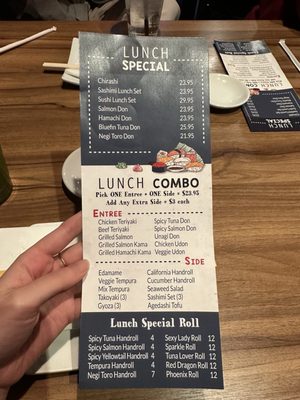 LUNCH
SPECIAL
Chirashi 23.95
Sashimi Lunch Set 23.95
Sushi Lunch Set 29.95
Salmon Don 23.95
Hamachi Don 23.95
Bluefin Tuna Don 25.95
Negi Toro Don 21.95
LUNCH COMBO
Pick ONE Entree + ONE Side + $23.95
Add Any Extra Side + $3 each
ENTREE
Chicken Teriyaki Spicy Tuna Don
Beef Teriyaki Spicy Salmon Don
Grilled Salmon Unagi Don
Grilled Salmon Kama Chicken Udon
Grilled Hamachi Kama Veggie Udon
SIDE
Edamame California Handroll
Veggie Tempura Cucumber Handroll
Mix Tempura Seaweed Salad
Takoyaki (3) Sashimi Set (3)
Gyoza (3) Agedashi Tofu
Lunch Special Roll
Spicy Tuna Handroll 4 Sexy Lady Roll 12
Spicy Salmon Handroll 4 Sparkle Roll 12
Spicy Yellowtail Handroll 4 Tuna Lover Roll 12
Tempura Handroll 4 Red Dragon Roll 12
Negi Toro Handroll 7 Phoenix Roll 12
LUNCH
SPECIAL
LUNCH COMBO
LUNCH
SPECIAL